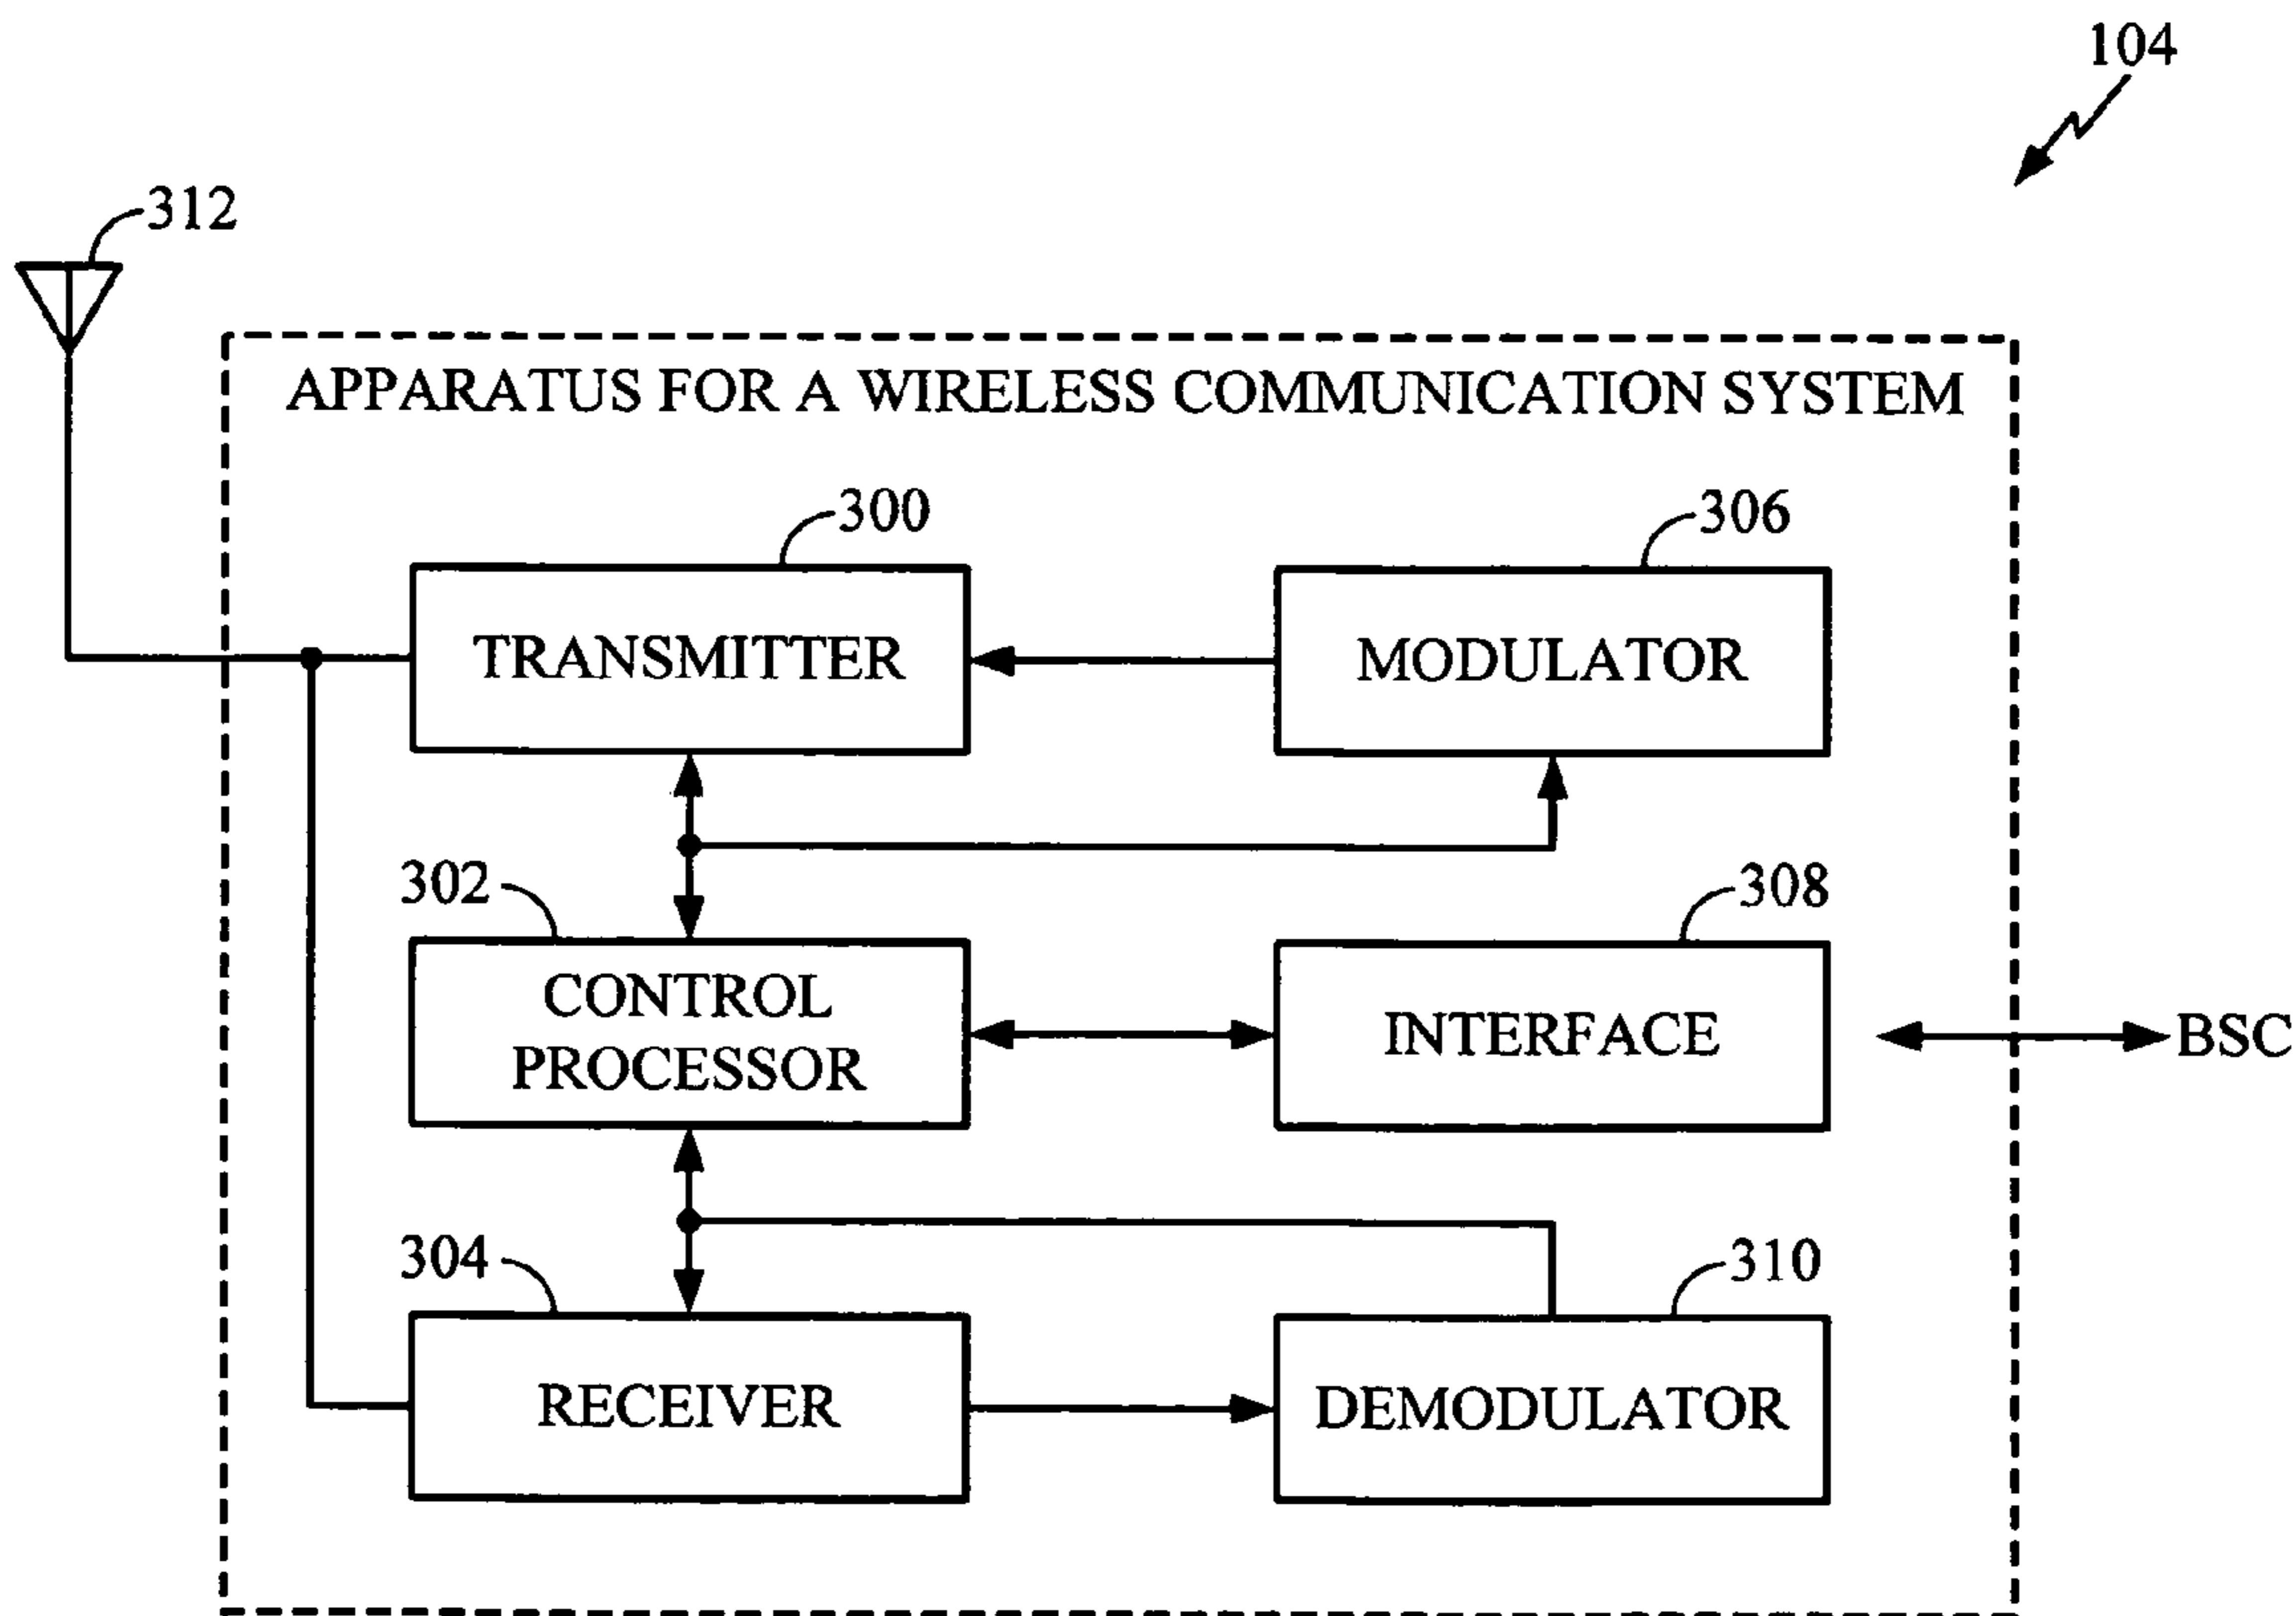 104
312
APPARATUS FOR A WIRELESS COMMUNICATION SYSTEM
300
306
TRANSMITTER
MODULATOR
302
308
CONTROL
PROCESSOR
INTERFACE
BSC
304
310
RECEIVER
DEMODULATOR